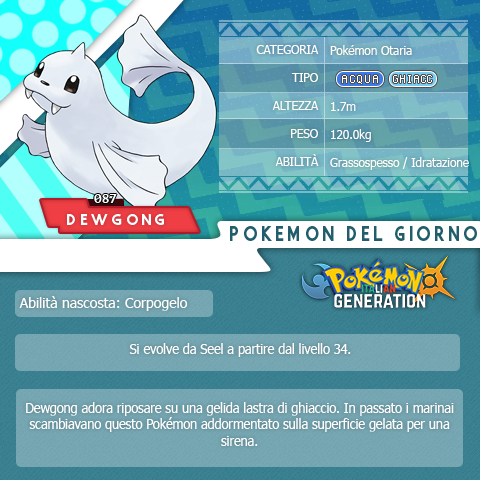 CATEGORIA Pokémon Otaria
TIPO ACQUA GHIACC
ALTEZZA 1.7m
PESO 120.0kg
ABILITÀ Grassospesso / Idratazione
087
DEWGONG
POKEMON DEL GIORNO
Pokémon
ITALIAN
GENERATION
Abilità nascosta: Corpogelo
Si evolve da Seel a partire dal livello 34.
Dewgong adora riposare su una gelida lastra di ghiaccio. In passato i marinai
scambiavano questo Pokémon addormentato sulla superficie gelata per una
sirena.